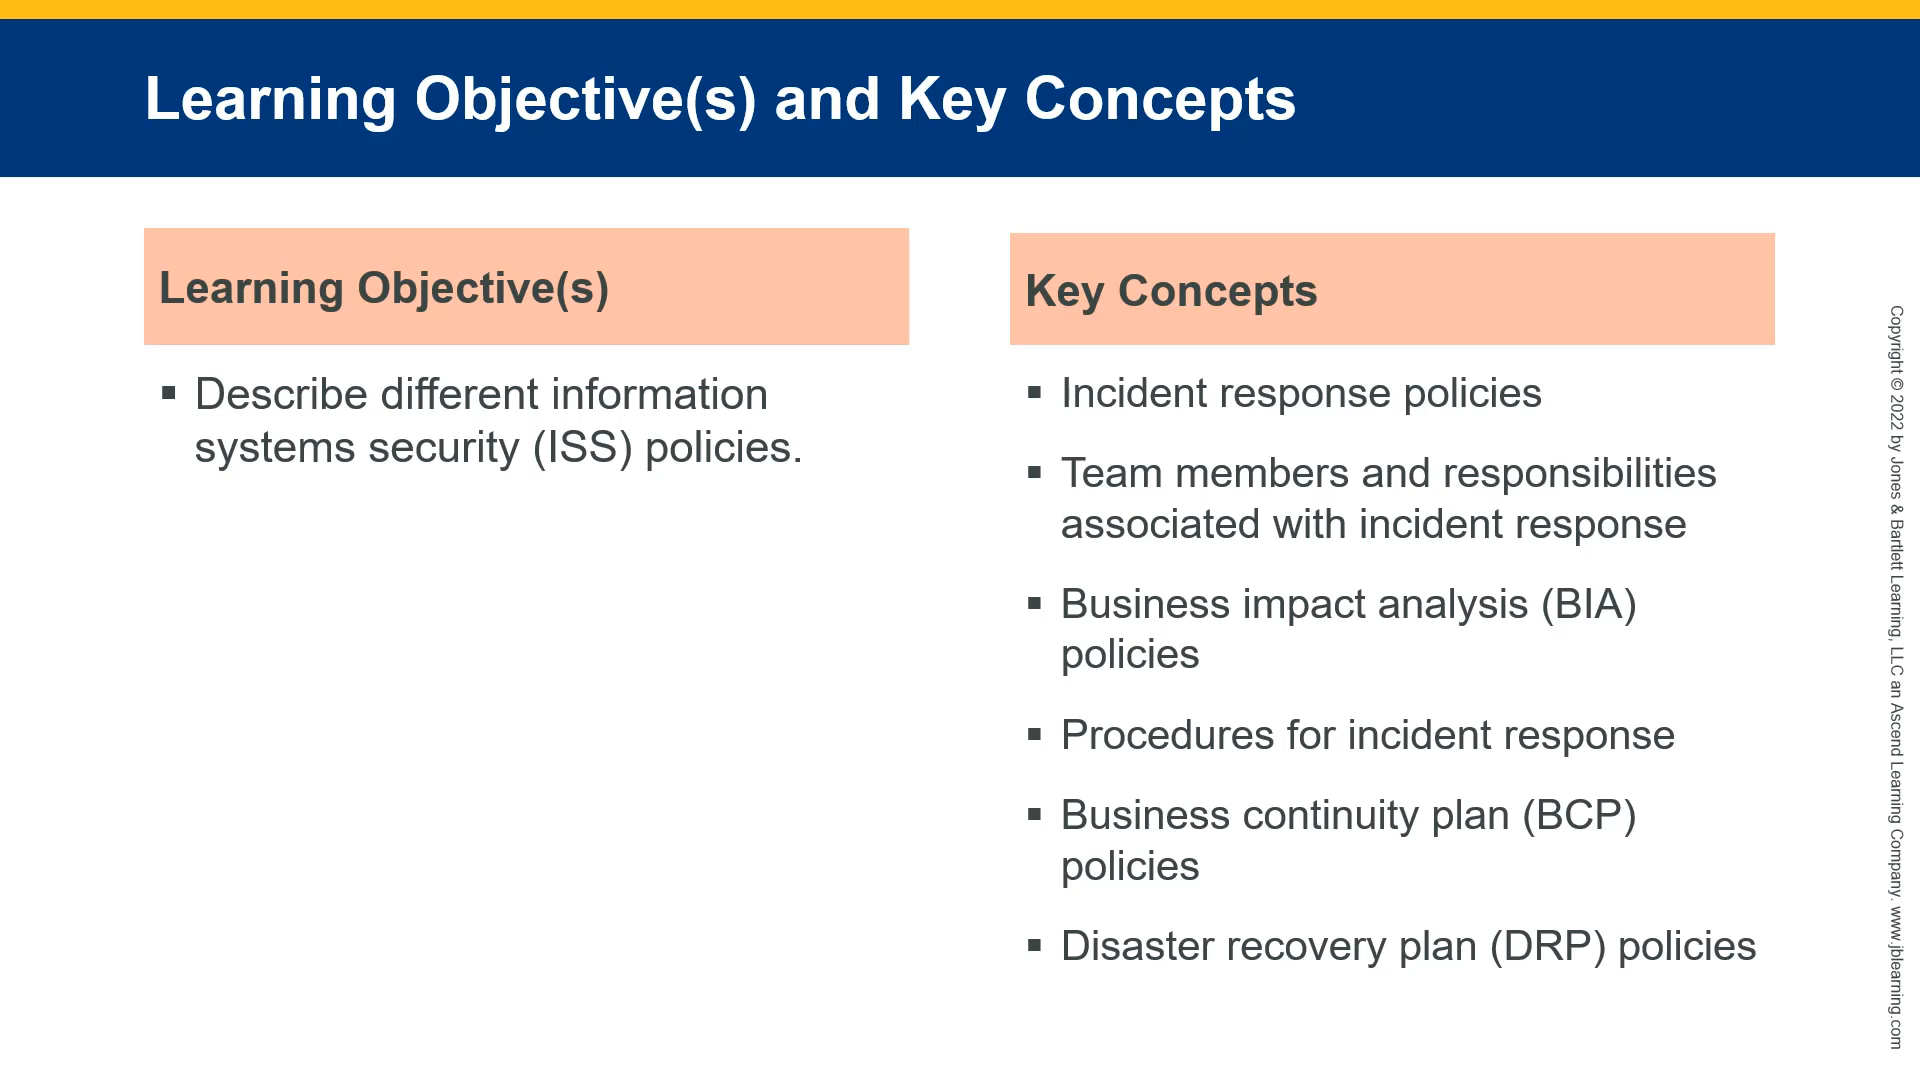 Learning Objective(s) and Key Concepts
Learning Objective(s)
▪ Describe different information
systems security (ISS) policies.
Key Concepts
▪ Incident response policies
▪ Team members and responsibilities
associated with incident response
▪ Business impact analysis (BIA)
policies
▪ Procedures for incident response
▪ Business continuity plan (BCP)
policies
▪ Disaster recovery plan (DRP) policies
Copyright © 2022 by Jones & Bartlett Learning, LLC an Ascend Learning Company. www.jblearning.com